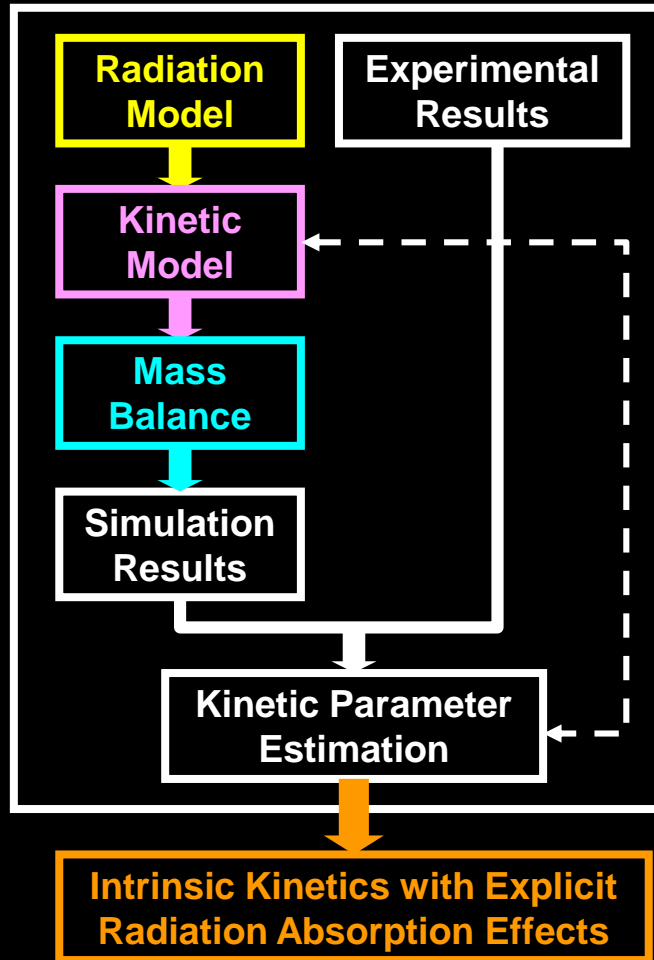 Radiation
Model
Experimental
Results
Kinetic
Model
Mass
Balance
Simulation
Results
Kinetic Parameter
Estimation
Intrinsic Kinetics with Explicit
Radiation Absorption Effects